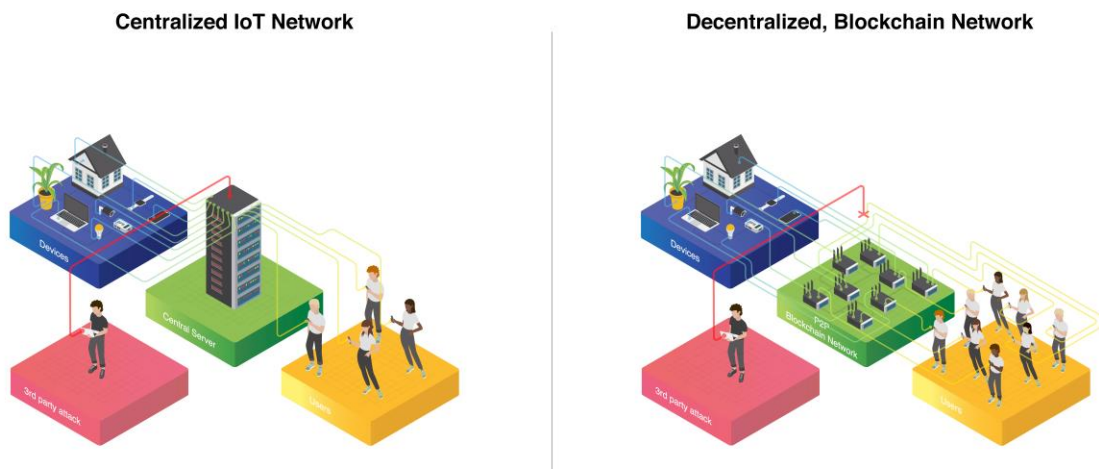 Centralized IoT Network
Devices
Central Server
3rd party attack
Users
Decentralized, Blockchain Network
Devices
P2P
Blockchain Network
3rd party attack
Users